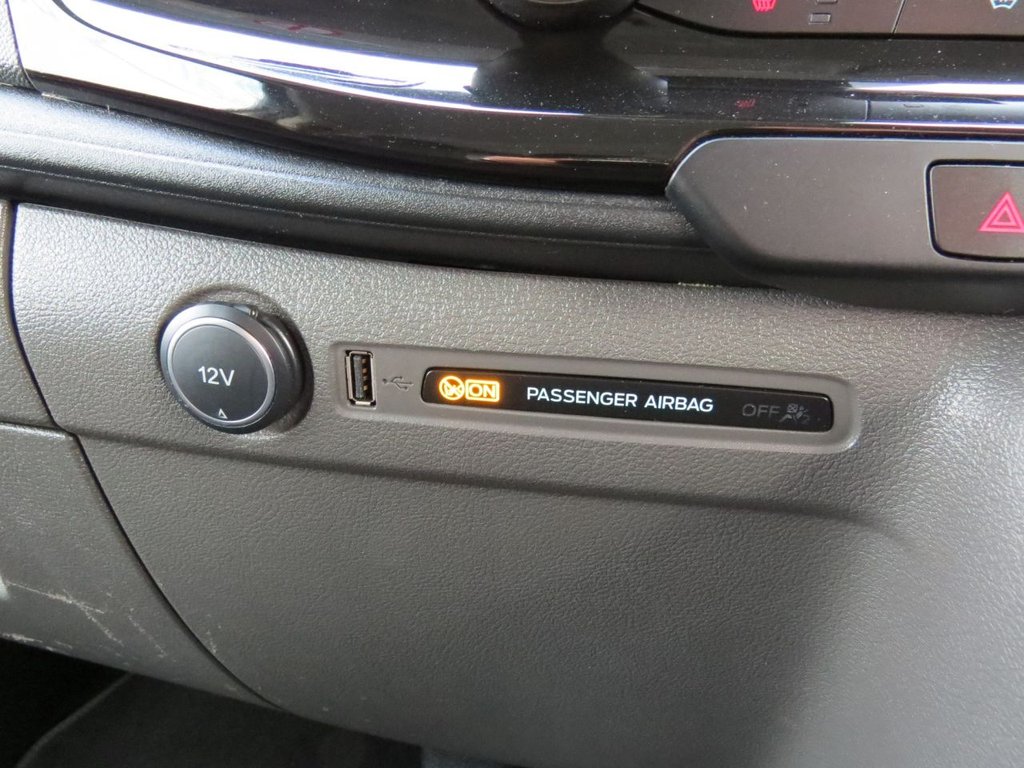 12V
ON PASSENGER AIRBAG OFF